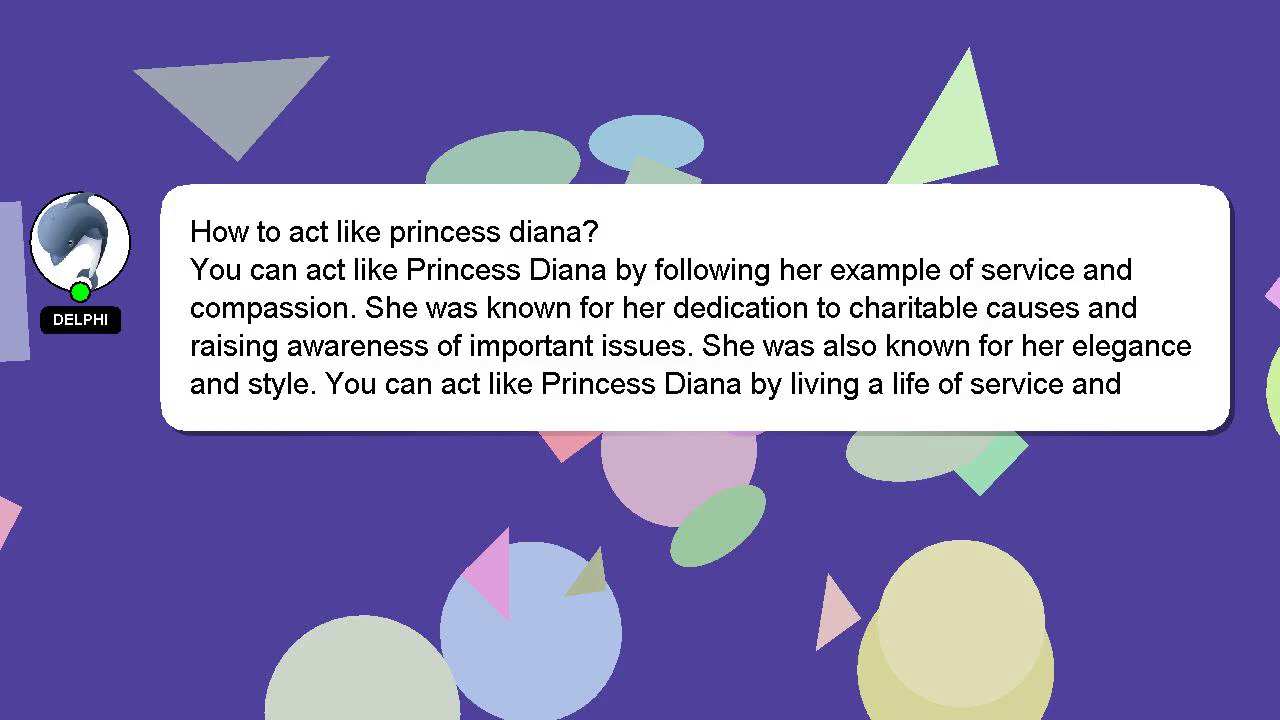 How to act like princess diana?
You can act like Princess Diana by following her example of service and
compassion. She was known for her dedication to charitable causes and
raising awareness of important issues. She was also known for her elegance
and style. You can act like Princess Diana by living a life of service and
DELPHI